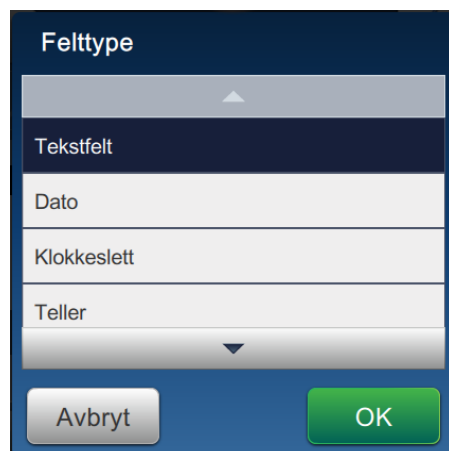 Felttype
Tekstfelt
Dato
Klokkeslett
Teller
Avbryt OK